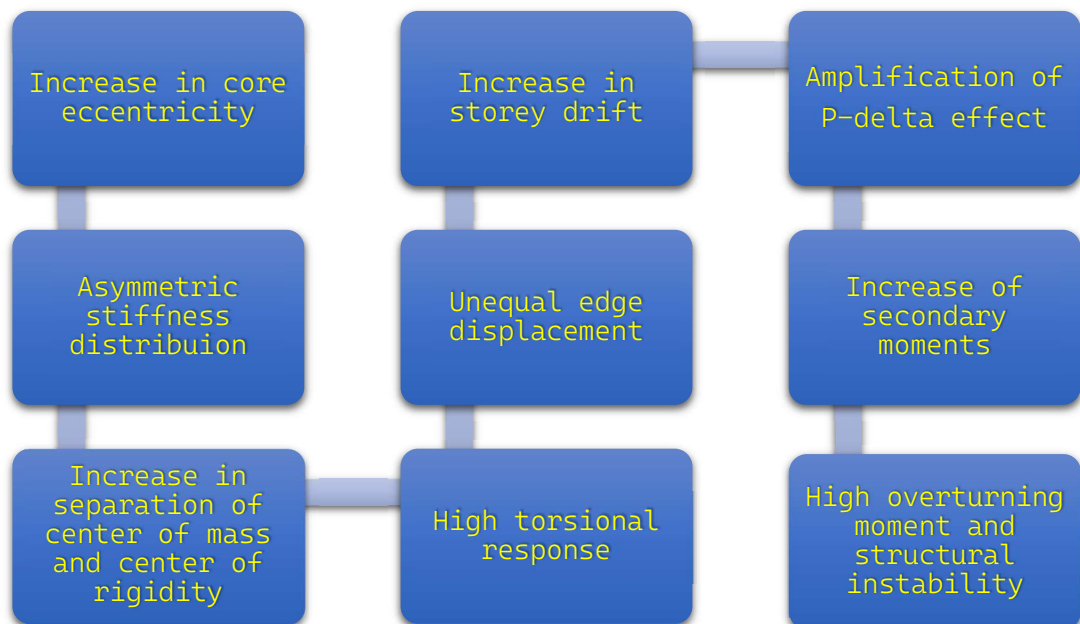 Increase in core
eccentricity
Asymmetric
stiffness
distribuion
Increase in
separation of
center of mass
and center of
rigidity
High torsional
response
Unequal edge
displacement
Increase in
storey drift
Amplification of
P-delta effect
Increase of
secondary
moments
High overturning
moment and
structural
instability